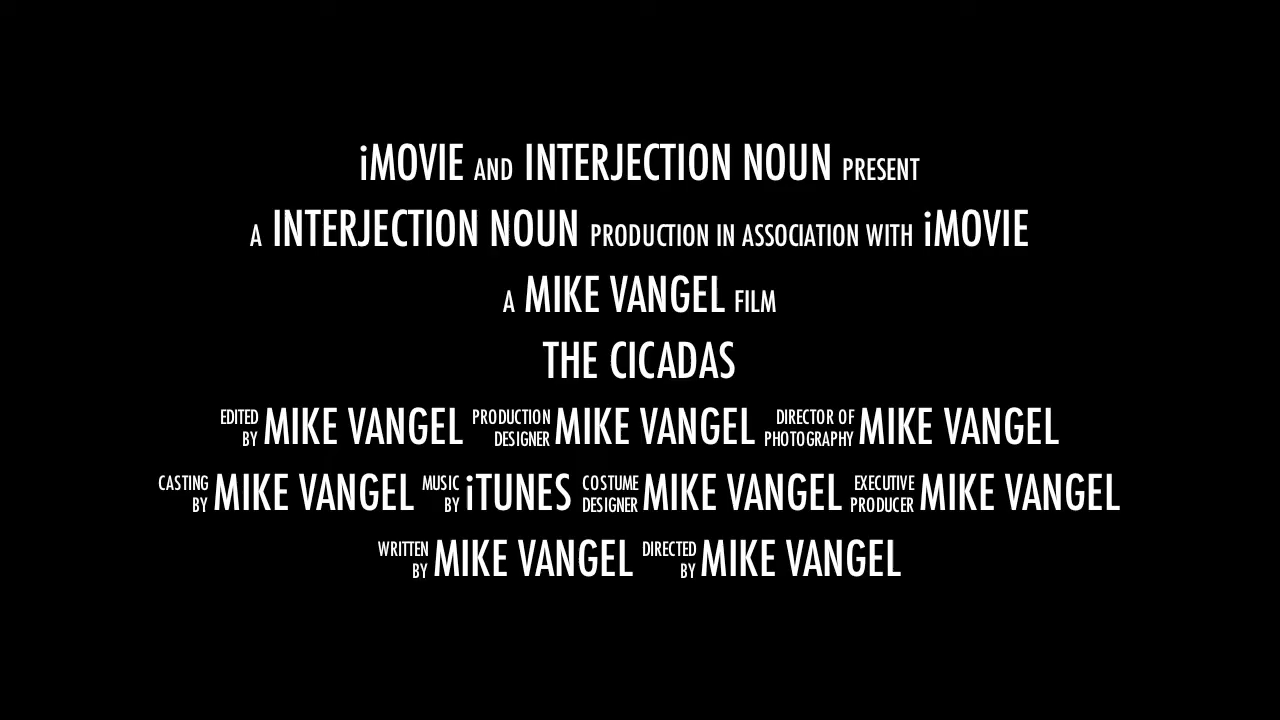 iMOVIE AND INTERJECTION NOUN PRESENT
A INTERJECTION NOUN PRODUCTION IN ASSOCIATION WITH iMOVIE
A MIKE VANGEL FILM
THE CICADAS
EDITED BY MIKE VANGEL PRODUCTION DESIGNER MIKE VANGEL DIRECTOR OF PHOTOGRAPHY MIKE VANGEL
CASTING BY MIKE VANGEL MUSIC BY iTUNES COSTUME DESIGNER MIKE VANGEL EXECUTIVE PRODUCER MIKE VANGEL
WRITTEN BY MIKE VANGEL DIRECTED BY MIKE VANGEL